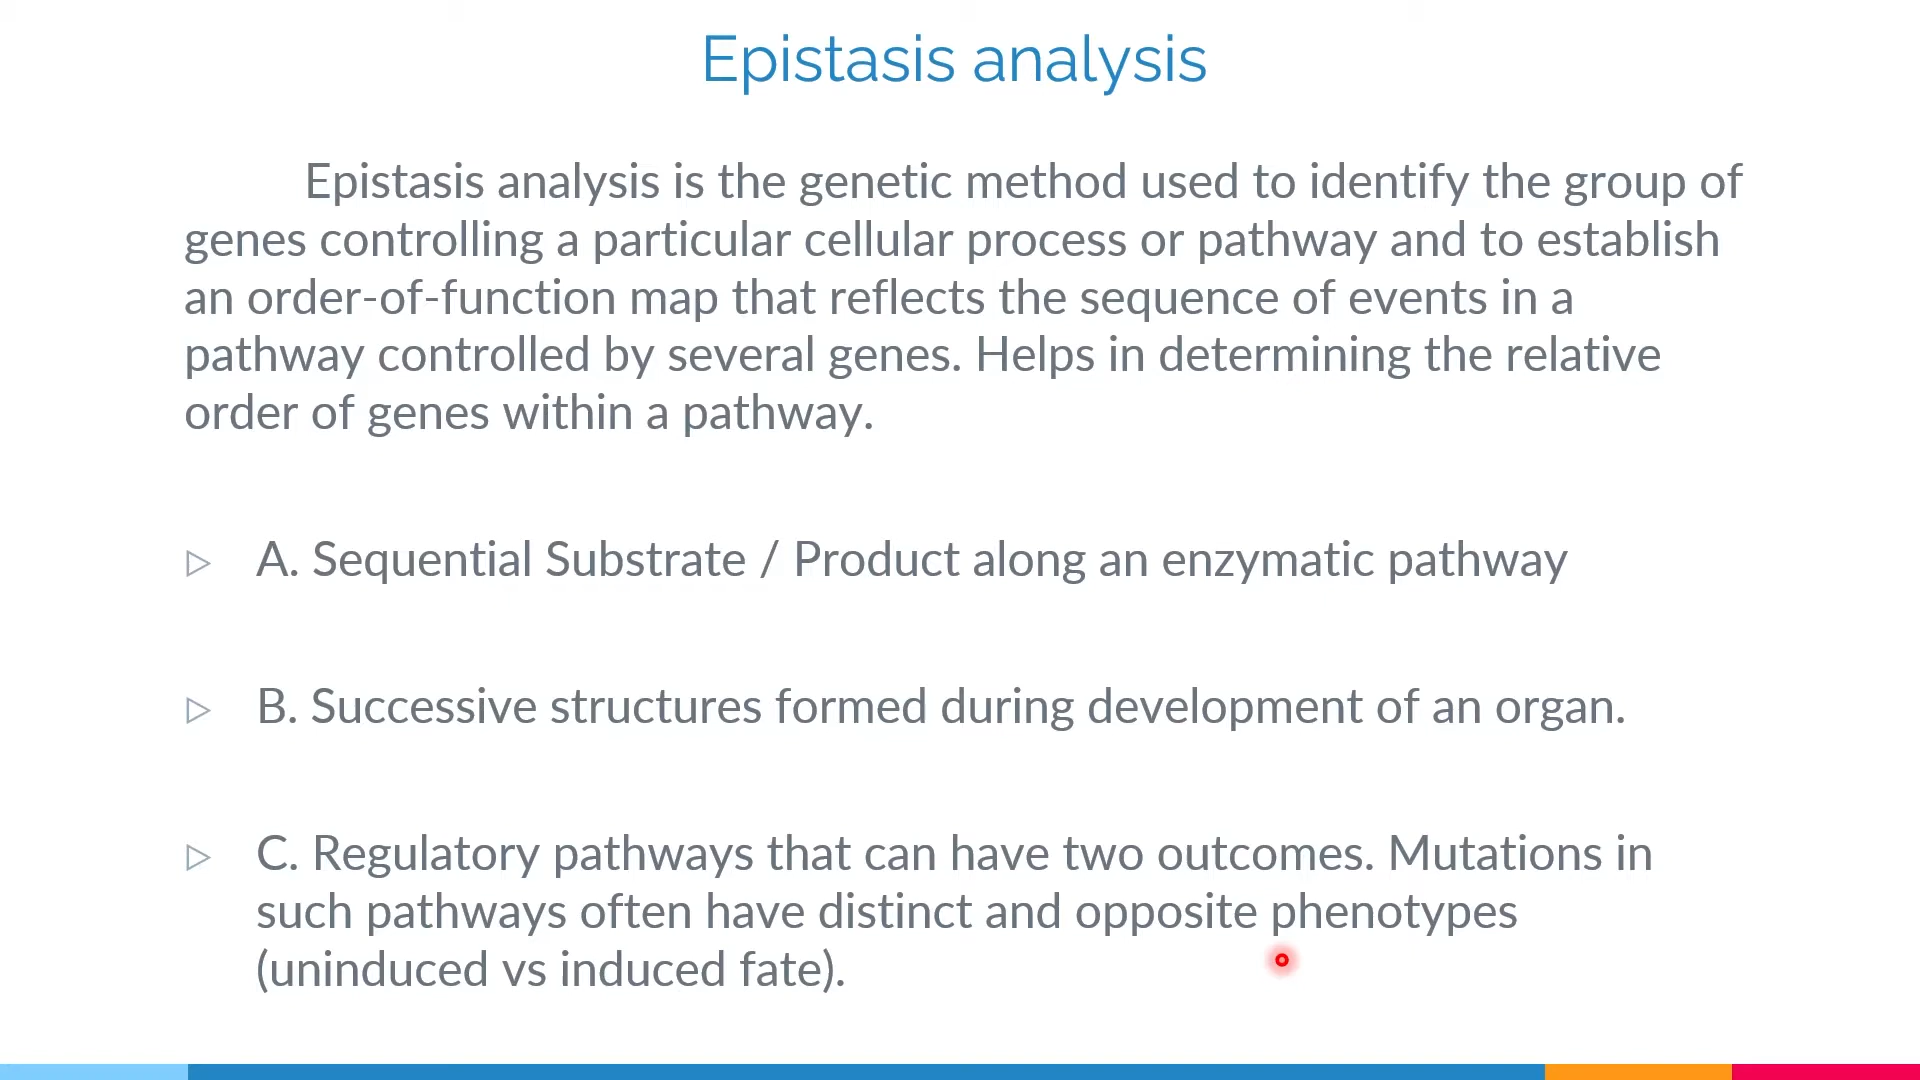 Epistasis analysis
Epistasis analysis is the genetic method used to identify the group of
genes controlling a particular cellular process or pathway and to establish
an order-of-function map that reflects the sequence of events in a
pathway controlled by several genes. Helps in determining the relative
order of genes within a pathway.
A. Sequential Substrate / Product along an enzymatic pathway
B. Successive structures formed during development of an organ.
C. Regulatory pathways that can have two outcomes. Mutations in
such pathways often have distinct and opposite phenotypes
(uninduced vs induced fate).